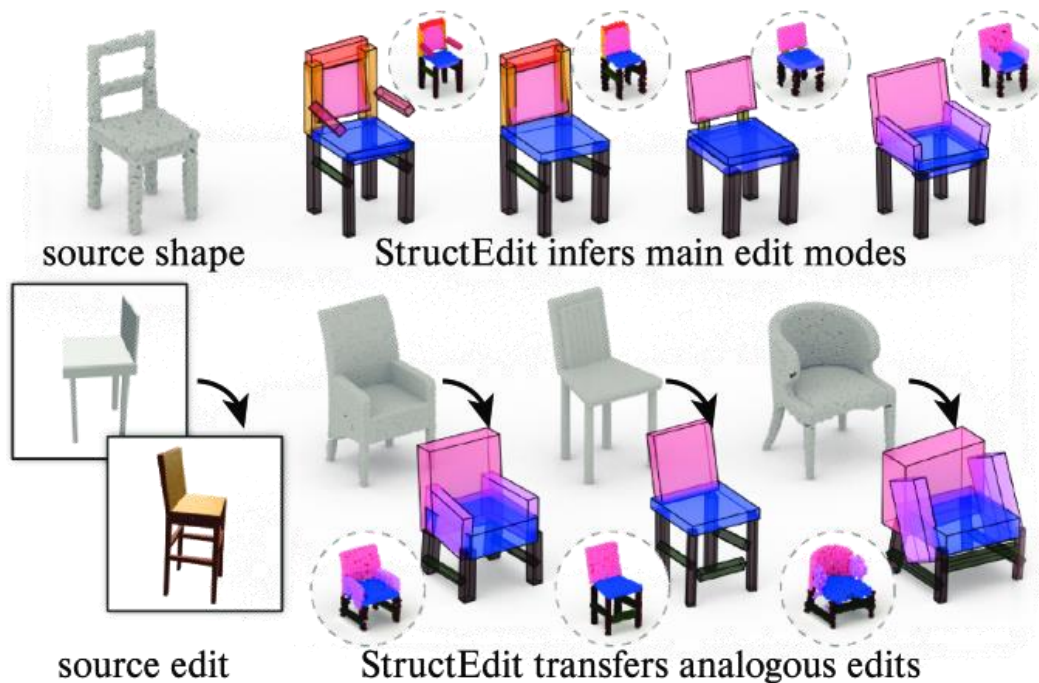 source shape
StructEdit infers main edit modes
source edit
StructEdit transfers analogous edits